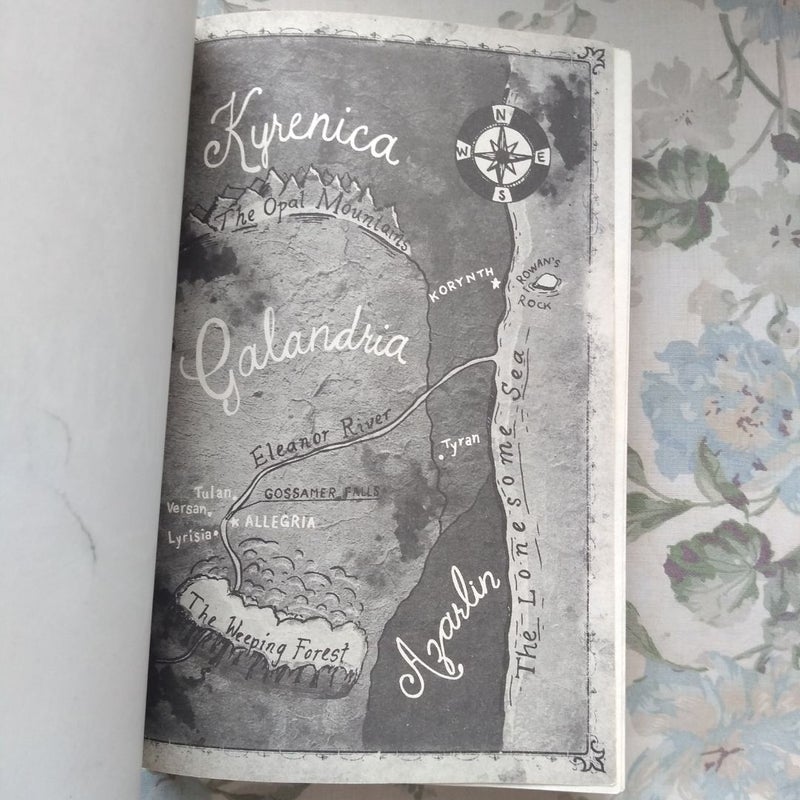 Kyrenica
N
W
E
S
The Opal Mountains
KORYNTH
ROWAN'S
ROCK
Galandria
The Lonesome Sea
Eleanor River
Tyran
Tulan
GOSSAMER FALLS
Versan
ALLEGRIA
Lyrisia
Azarlin
The Weeping Forest